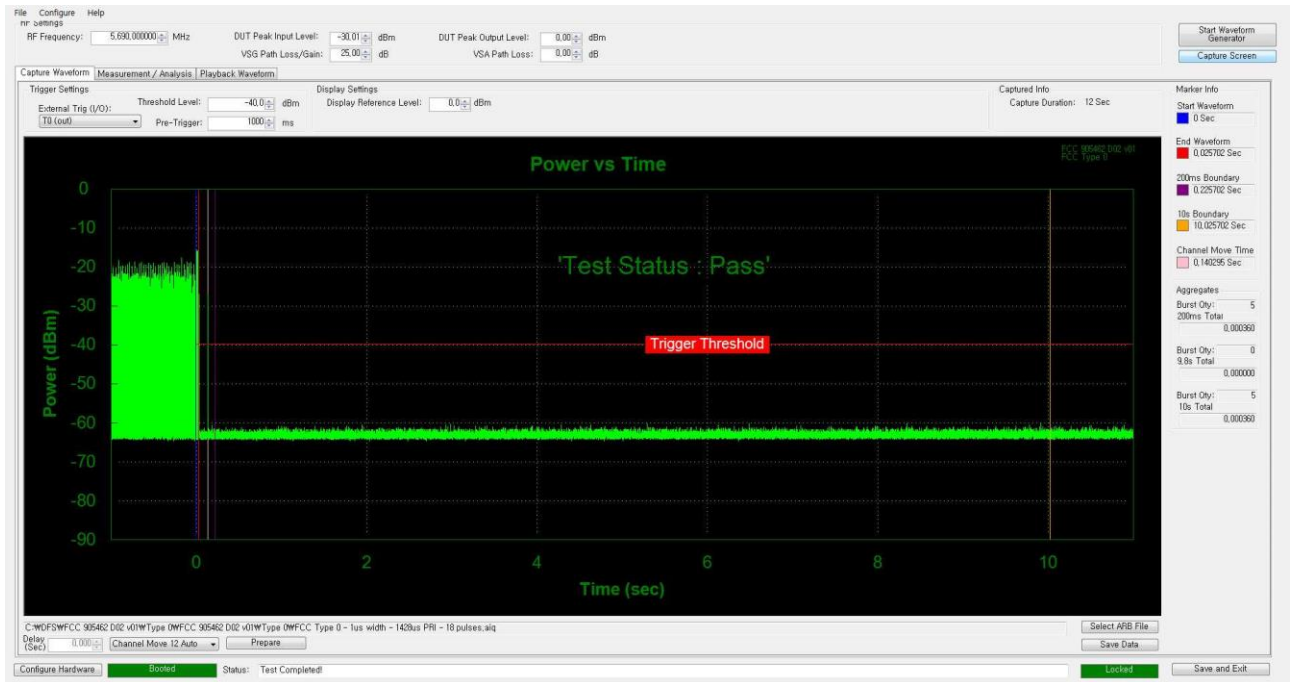 File Configure Help
RF Settings
RF Frequency: 5,690,000000 MHz
DUT Peak Input Level: -30,01 dBm
DUT Peak Output Level: 0,00 dBm
VSG Path Loss/Gain: 25,00 dB
VSA Path Loss: 0,00 dB
Start Waveform
Generator
Capture Screen
Capture Waveform Measurement / Analysis Playback Waveform
Trigger Settings
External Trig (I/O):
T0 (out)
Threshold Level: -40,0 dBm
Pre-Trigger: 1000 ms
Display Settings
Display Reference Level: 0,0 dBm
Captured Info
Capture Duration: 12 Sec
Marker Info
Start Waveform
0 Sec
End Waveform
0,025702 Sec
200ms Boundary
0,225702 Sec
10s Boundary
10,025702 Sec
Channel Move Time
0,140295 Sec
Aggregates
Burst Qty: 5
200ms Total
0,000360
Burst Qty: 0
9,8s Total
0,000000
Burst Qty: 5
10s Total
0,000360
FCC 905462 D02 v01
FCC Type 0
Power vs Time
'Test Status : Pass'
Trigger Threshold
Power (dBm)
0
-10
-20
-30
-40
-50
-60
-70
-80
-90
0 2 4 6 8 10
Time (sec)
C:₩DFS₩FCC 905462 D02 v01₩Type 0₩FCC 905462 D02 v01₩Type 0₩FCC Type 0 - 1us width - 1428us PRI - 18 pulses,aiq
Select ARB File
Delay
(Sec) 0,000
Channel Move 12 Auto
Prepare
Save Data
Configure Hardware
Booted
Status: Test Completed!
Locked
Save and Exit